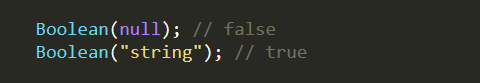 Boolean(null); // false
Boolean("string"); // true